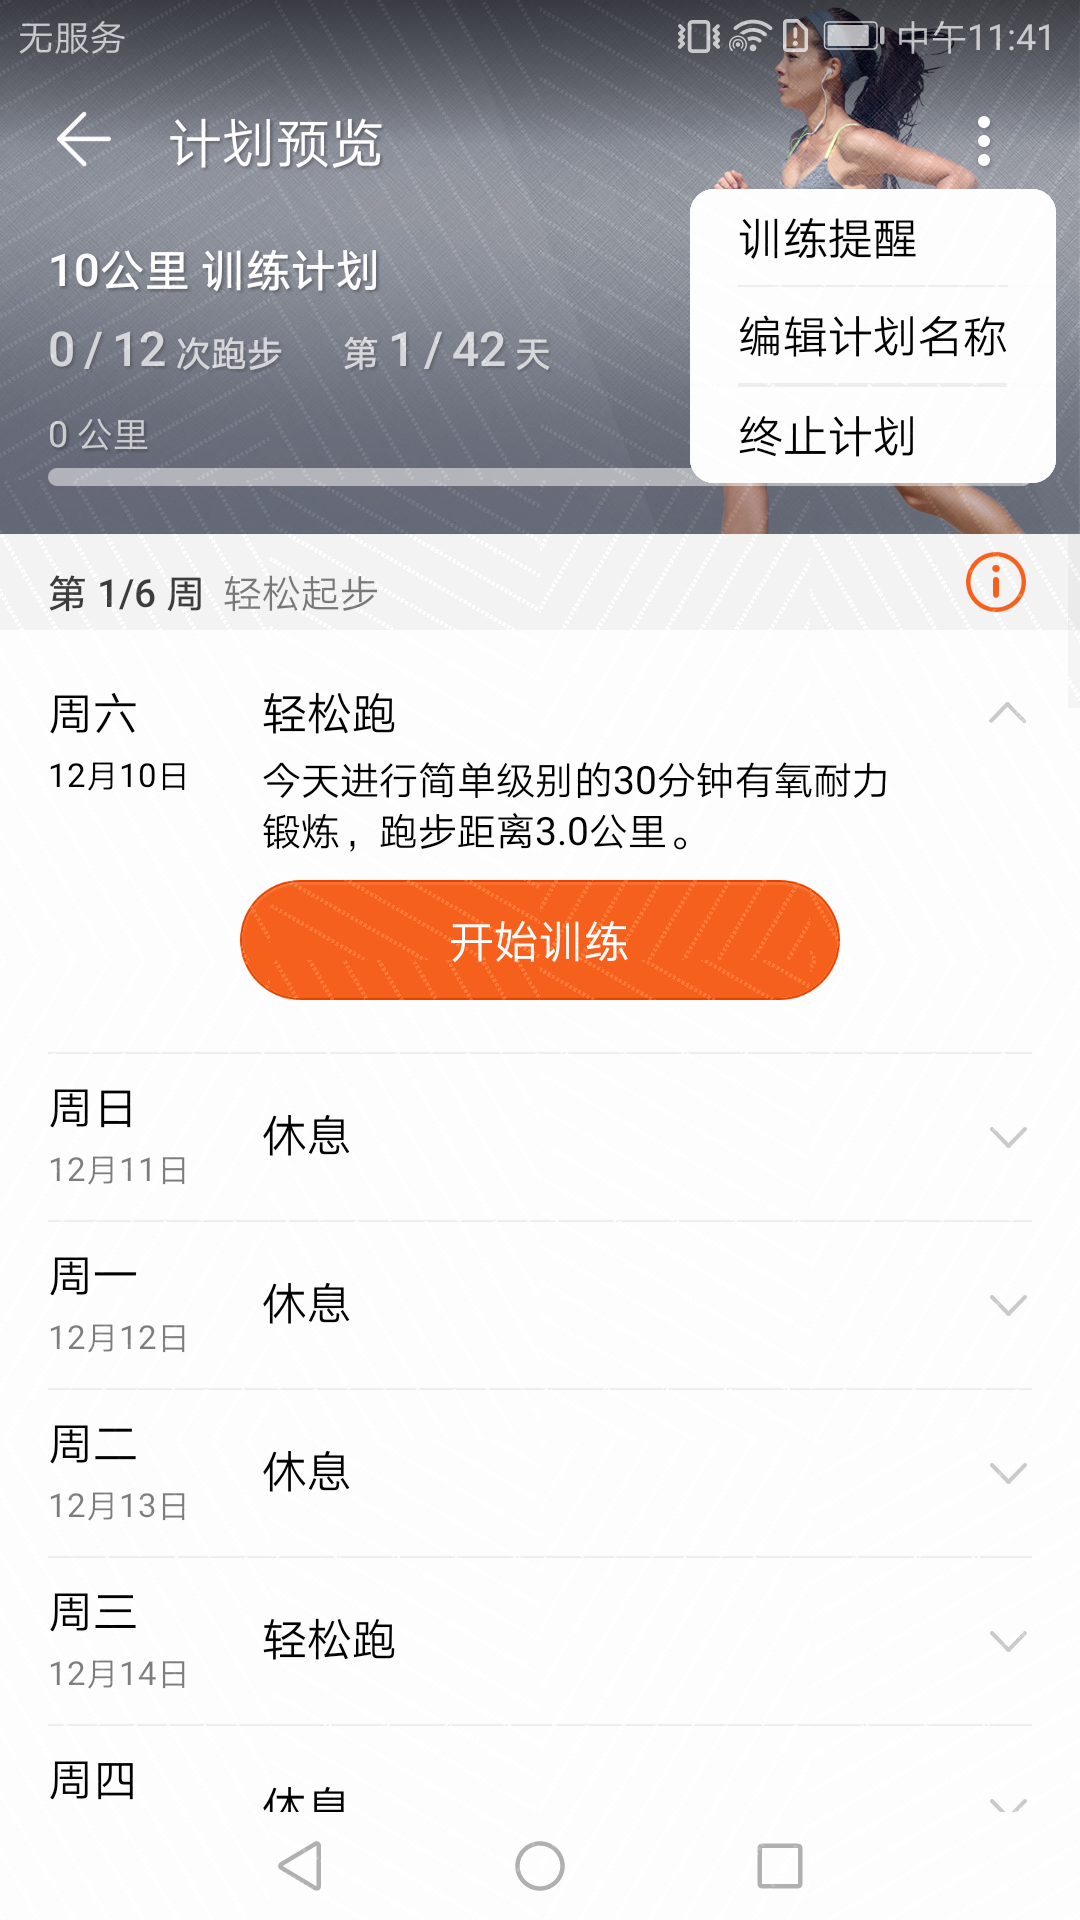 无服务
中午11:41
计划预览
10公里 训练计划
0 / 12 次跑步 第 1 / 42 天
0 公里
训练提醒
编辑计划名称
终止计划
第 1/6 周 轻松起步
周六
12月10日
轻松跑
今天进行简单级别的30分钟有氧耐力
锻炼，跑步距离3.0公里。
开始训练
周日
12月11日
休息
周一
12月12日
休息
周二
12月13日
休息
周三
12月14日
轻松跑
周四
休息